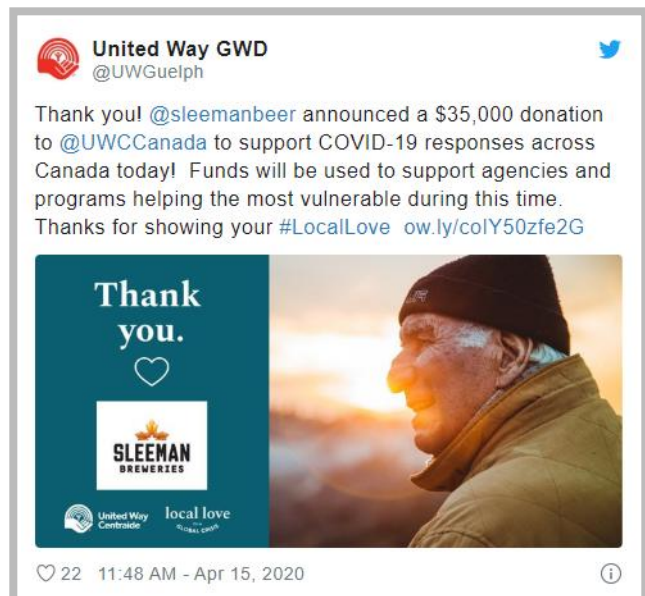 United Way GWD
@UWGuelph
Thank you! @sleemanbeer announced a $35,000 donation
to @UWCCanada to support COVID-19 responses across
Canada today!  Funds will be used to support agencies and
programs helping the most vulnerable during this time.
Thanks for showing your #LocalLove  ow.ly/colY50zfe2G
Thank
you.
SLEEMAN
BREWERIES
United Way
Centraide
local love
GLOBAL CRISIS
22  11:48 AM - Apr 15, 2020